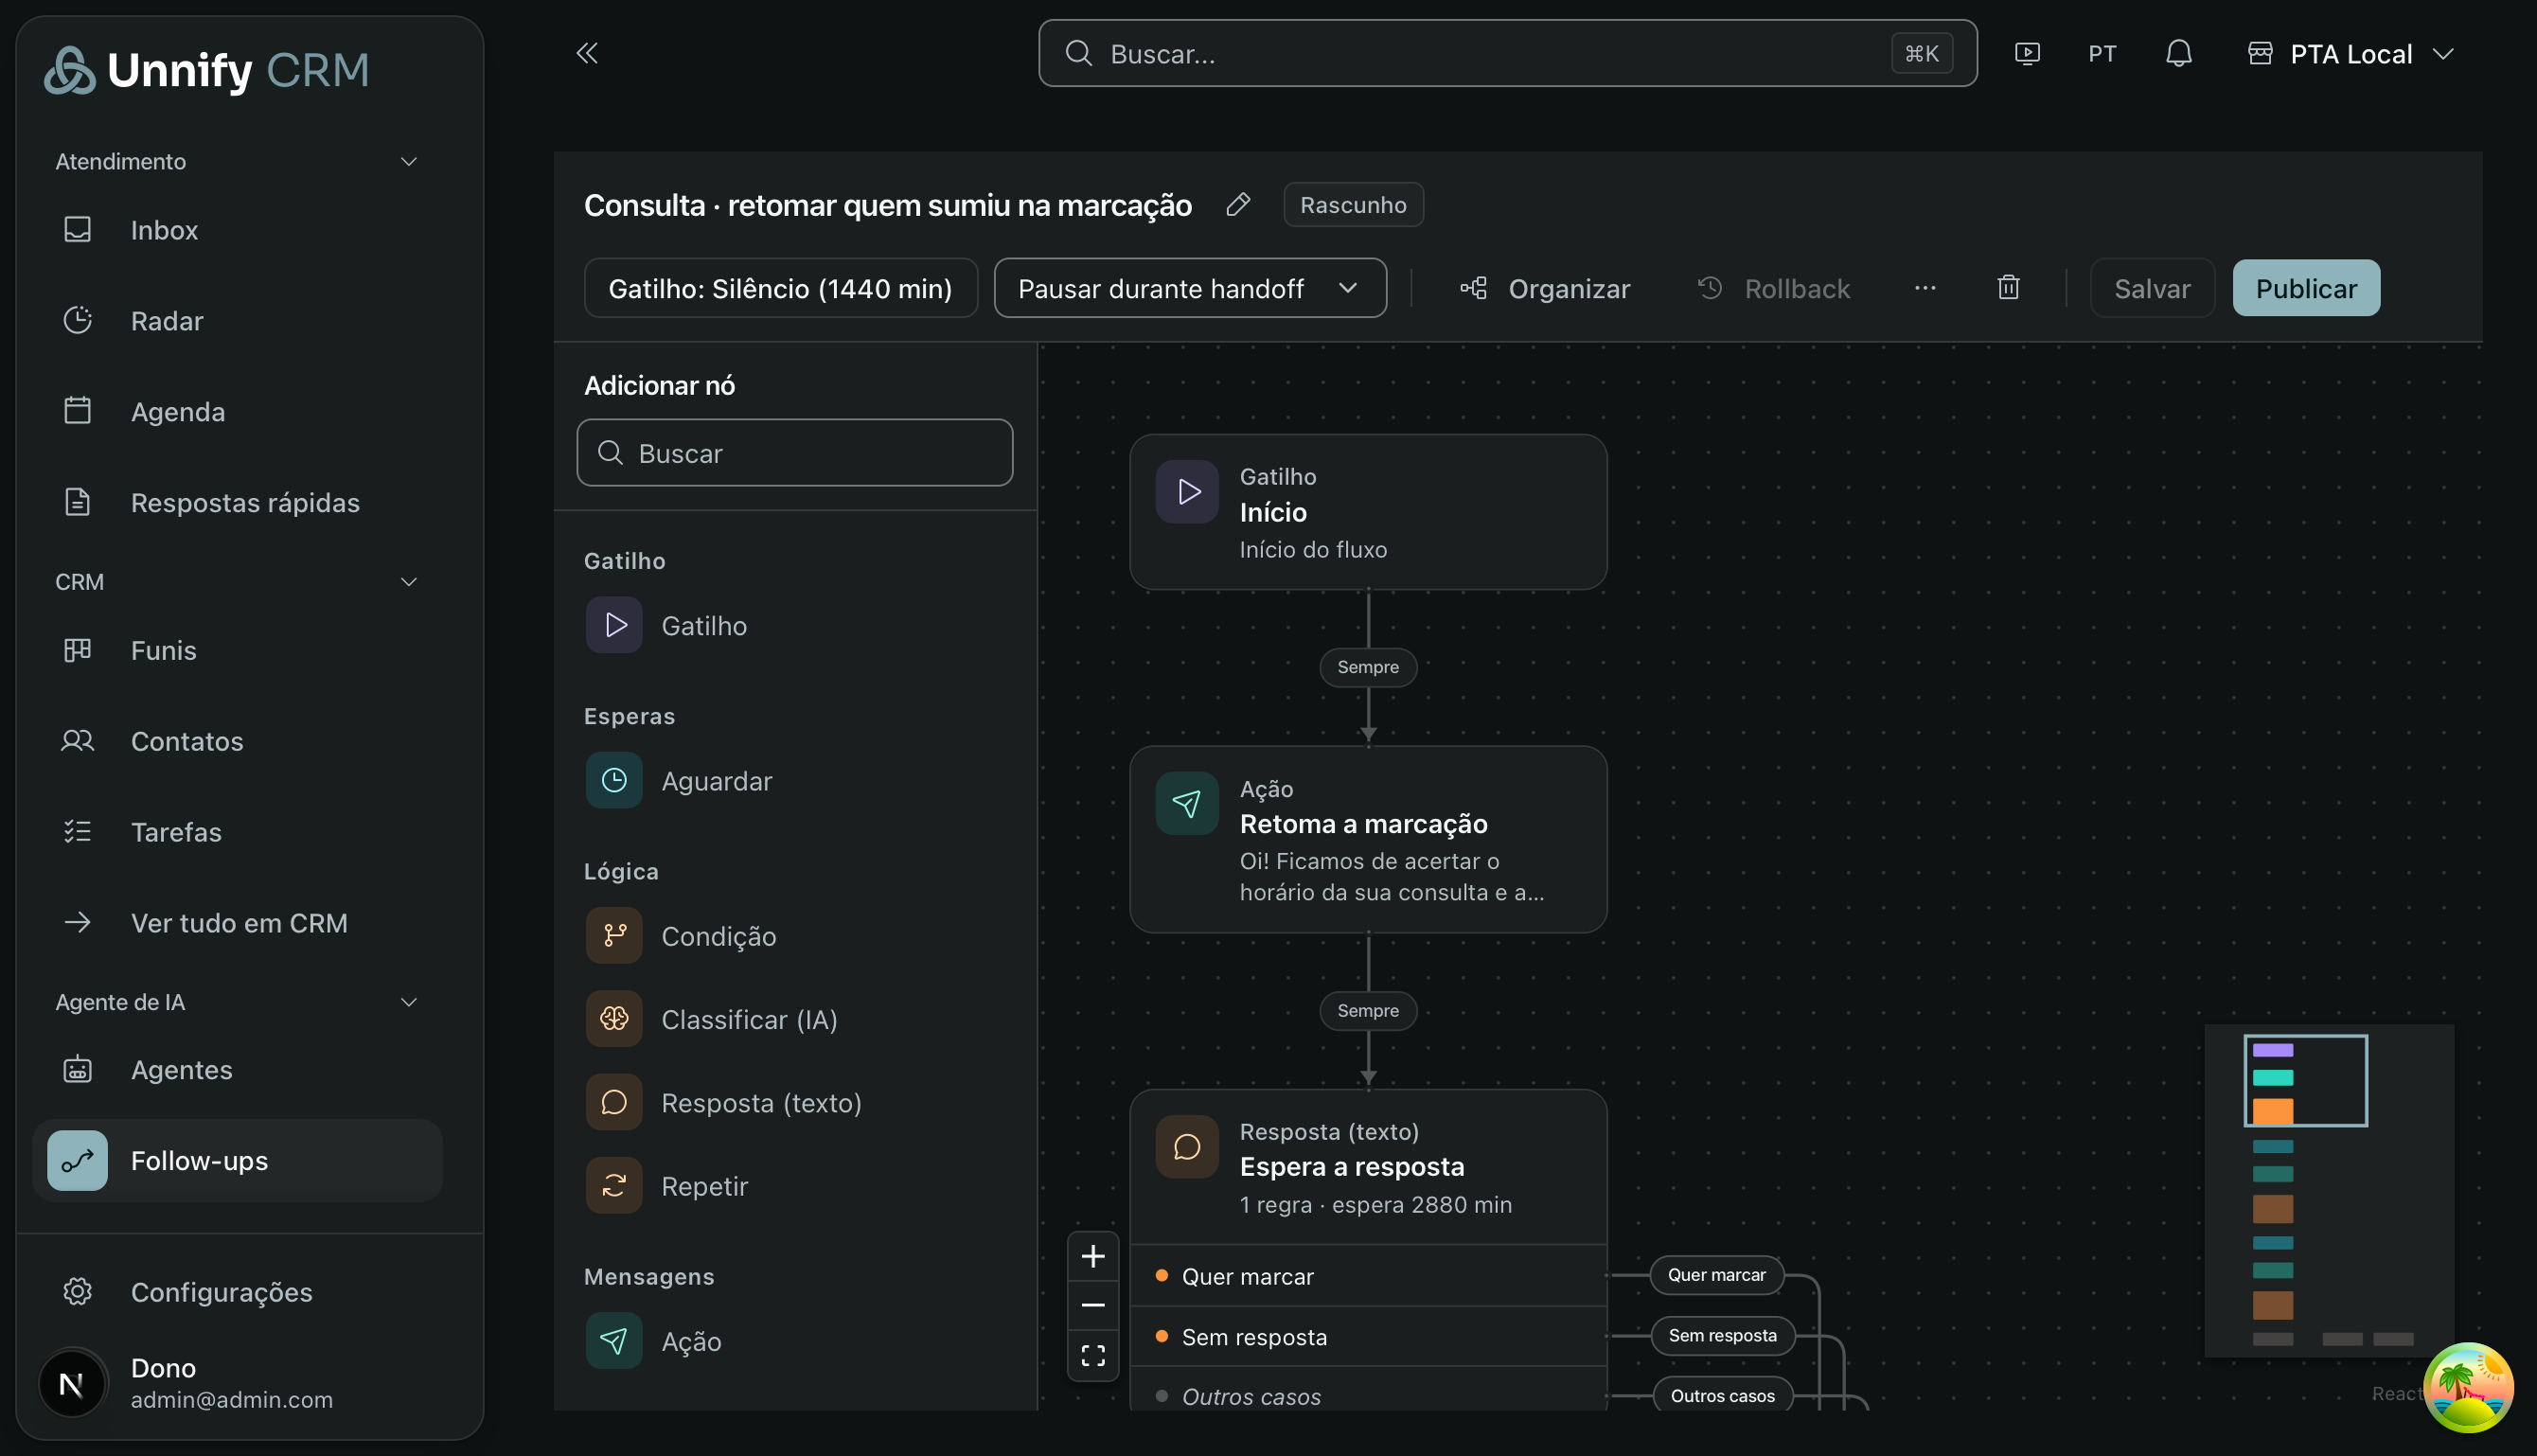 Unnify CRM
Atendimento
Inbox
Radar
Agenda
Respostas rápidas
CRM
Funis
Contatos
Tarefas
Ver tudo em CRM
Agente de IA
Agentes
Follow-ups
Configurações
N
Dono
admin@admin.com
Buscar...
⌘K
PT
PTA Local
Consulta · retomar quem sumiu na marcação
Rascunho
Gatilho: Silêncio (1440 min)
Pausar durante handoff
Organizar
Rollback
Salvar
Publicar
Adicionar nó
Buscar
Gatilho
Gatilho
Esperas
Aguardar
Lógica
Condição
Classificar (IA)
Resposta (texto)
Repetir
Mensagens
Ação
Gatilho
Início
Início do fluxo
Sempre
Ação
Retoma a marcação
Oi! Ficamos de acertar o
horário da sua consulta e a...
Sempre
Resposta (texto)
Espera a resposta
1 regra · espera 2880 min
Quer marcar
Quer marcar
Sem resposta
Sem resposta
Outros casos
Outros casos
React